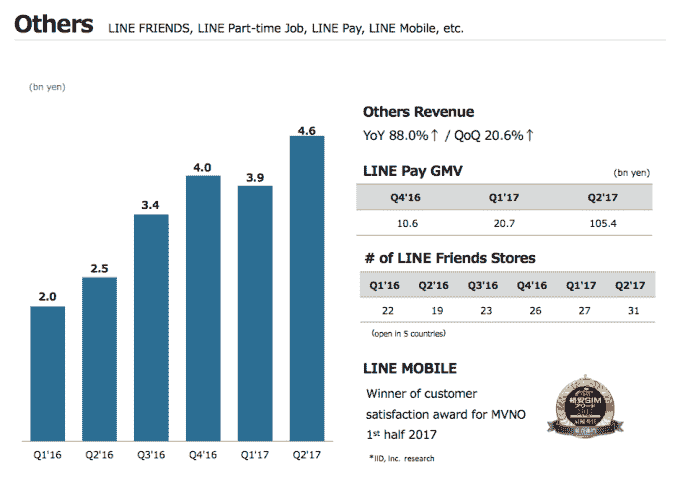 Others LINE FRIENDS, LINE Part-time Job, LINE Pay, LINE Mobile, etc.
(bn yen)
2.0
2.5
3.4
4.0
3.9
4.6
Q1'16 Q2'16 Q3'16 Q4'16 Q1'17 Q2'17
Others Revenue
YoY 88.0%↑ / QoQ 20.6%↑
LINE Pay GMV (bn yen)
Q4'16 Q1'17 Q2'17
10.6 20.7 105.4
# of LINE Friends Stores
Q1'16 Q2'16 Q3'16 Q4'16 Q1'17 Q2'17
22 19 23 26 27 31
(open in 5 countries)
LINE MOBILE
Winner of customer
satisfaction award for MVNO
1st half 2017
*IID, Inc. research
格安SIM